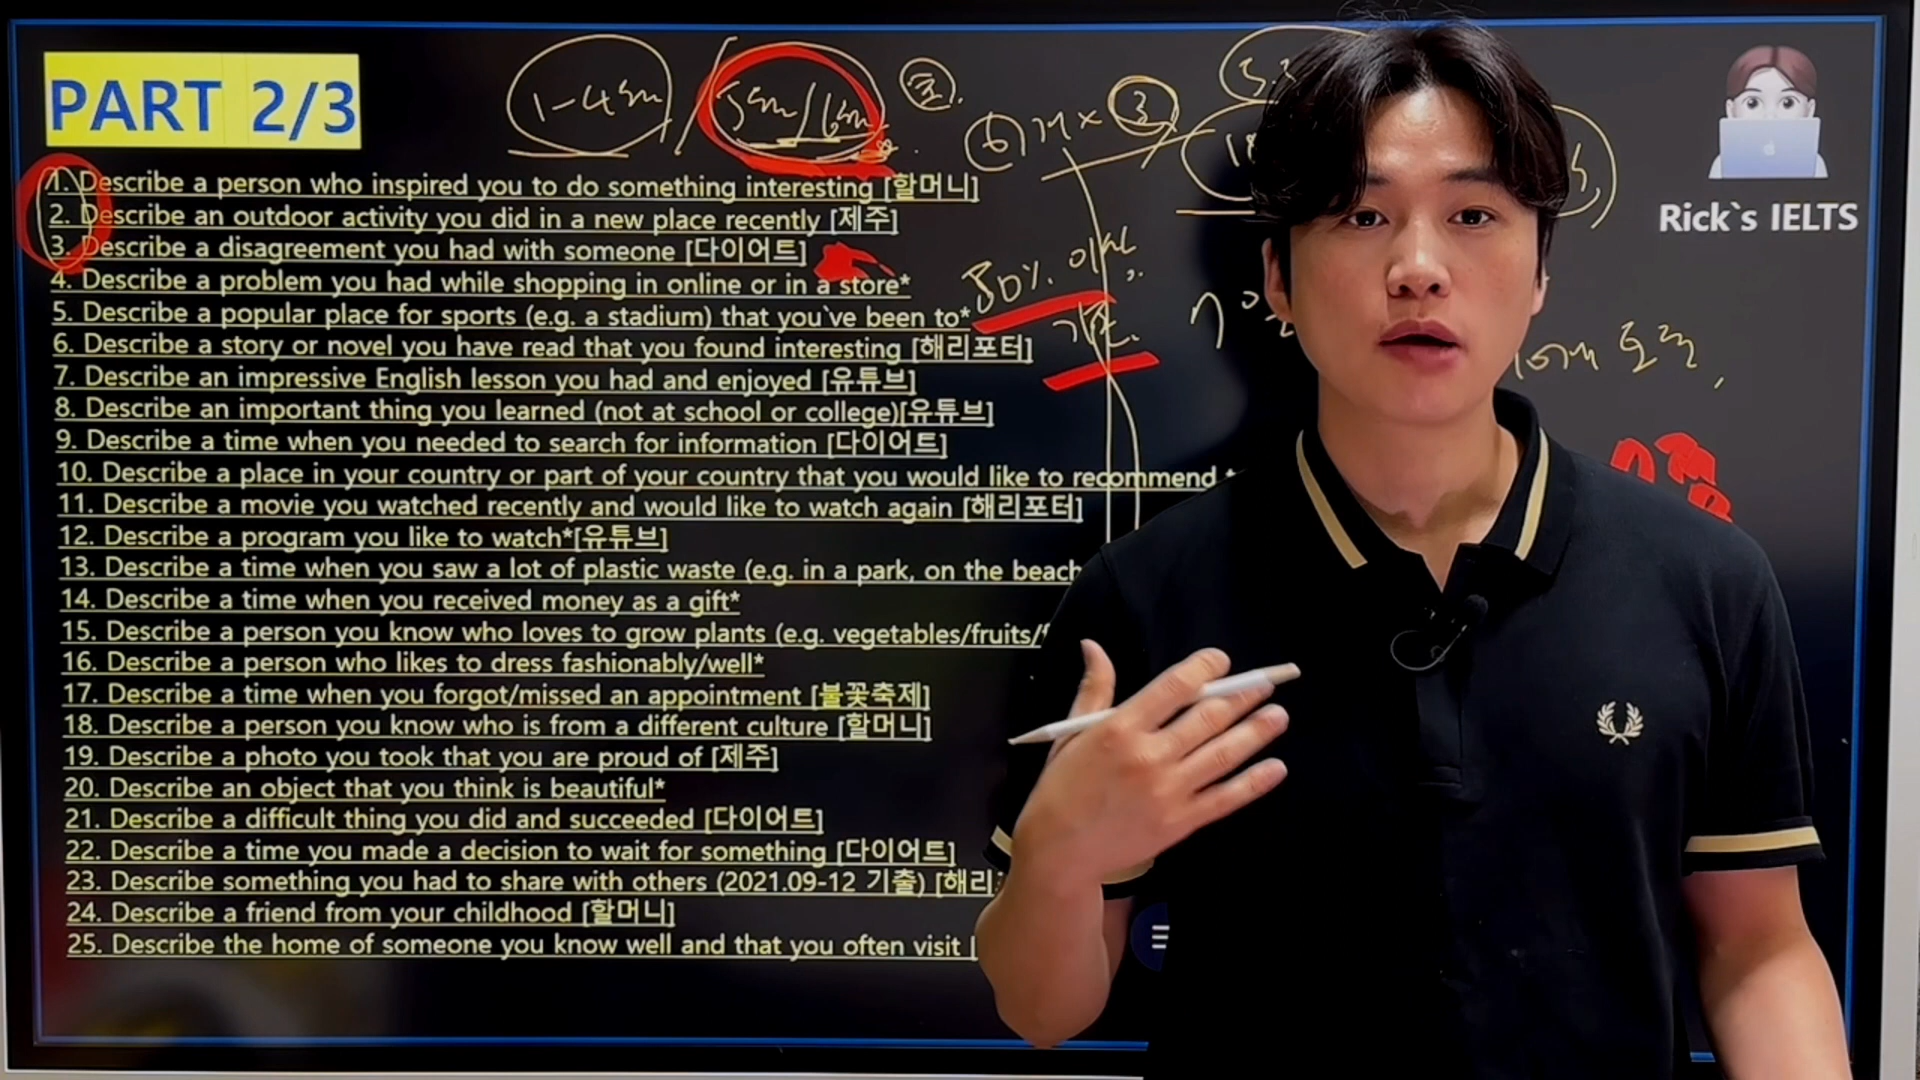 PART 2/3
1. Describe a person who inspired you to do something interesting [할머니]
2. Describe an outdoor activity you did in a new place recently [제주]
3. Describe a disagreement you had with someone [다이어트]
4. Describe a problem you had while shopping in online or in a store*
5. Describe a popular place for sports (e.g. a stadium) that you`ve been to*
6. Describe a story or novel you have read that you found interesting [해리포터]
7. Describe an impressive English lesson you had and enjoyed [유튜브]
8. Describe an important thing you learned (not at school or college)[유튜브]
9. Describe a time when you needed to search for information [다이어트]
10. Describe a place in your country or part of your country that you would like to recommend
11. Describe a movie you watched recently and would like to watch again [해리포터]
12. Describe a program you like to watch*[유튜브]
13. Describe a time when you saw a lot of plastic waste (e.g. in a park, on the beach
14. Describe a time when you received money as a gift*
15. Describe a person you know who loves to grow plants (e.g. vegetables/fruits/
16. Describe a person who likes to dress fashionably/well*
17. Describe a time when you forgot/missed an appointment [불꽃축제]
18. Describe a person you know who is from a different culture [할머니]
19. Describe a photo you took that you are proud of [제주]
20. Describe an object that you think is beautiful*
21. Describe a difficult thing you did and succeeded [다이어트]
22. Describe a time you made a decision to wait for something [다이어트]
23. Describe something you had to share with others (2021.09-12 기출) [해리
24. Describe a friend from your childhood [할머니]
25. Describe the home of someone you know well and that you often visit [
80% 이상
기출
Rick`s IELTS